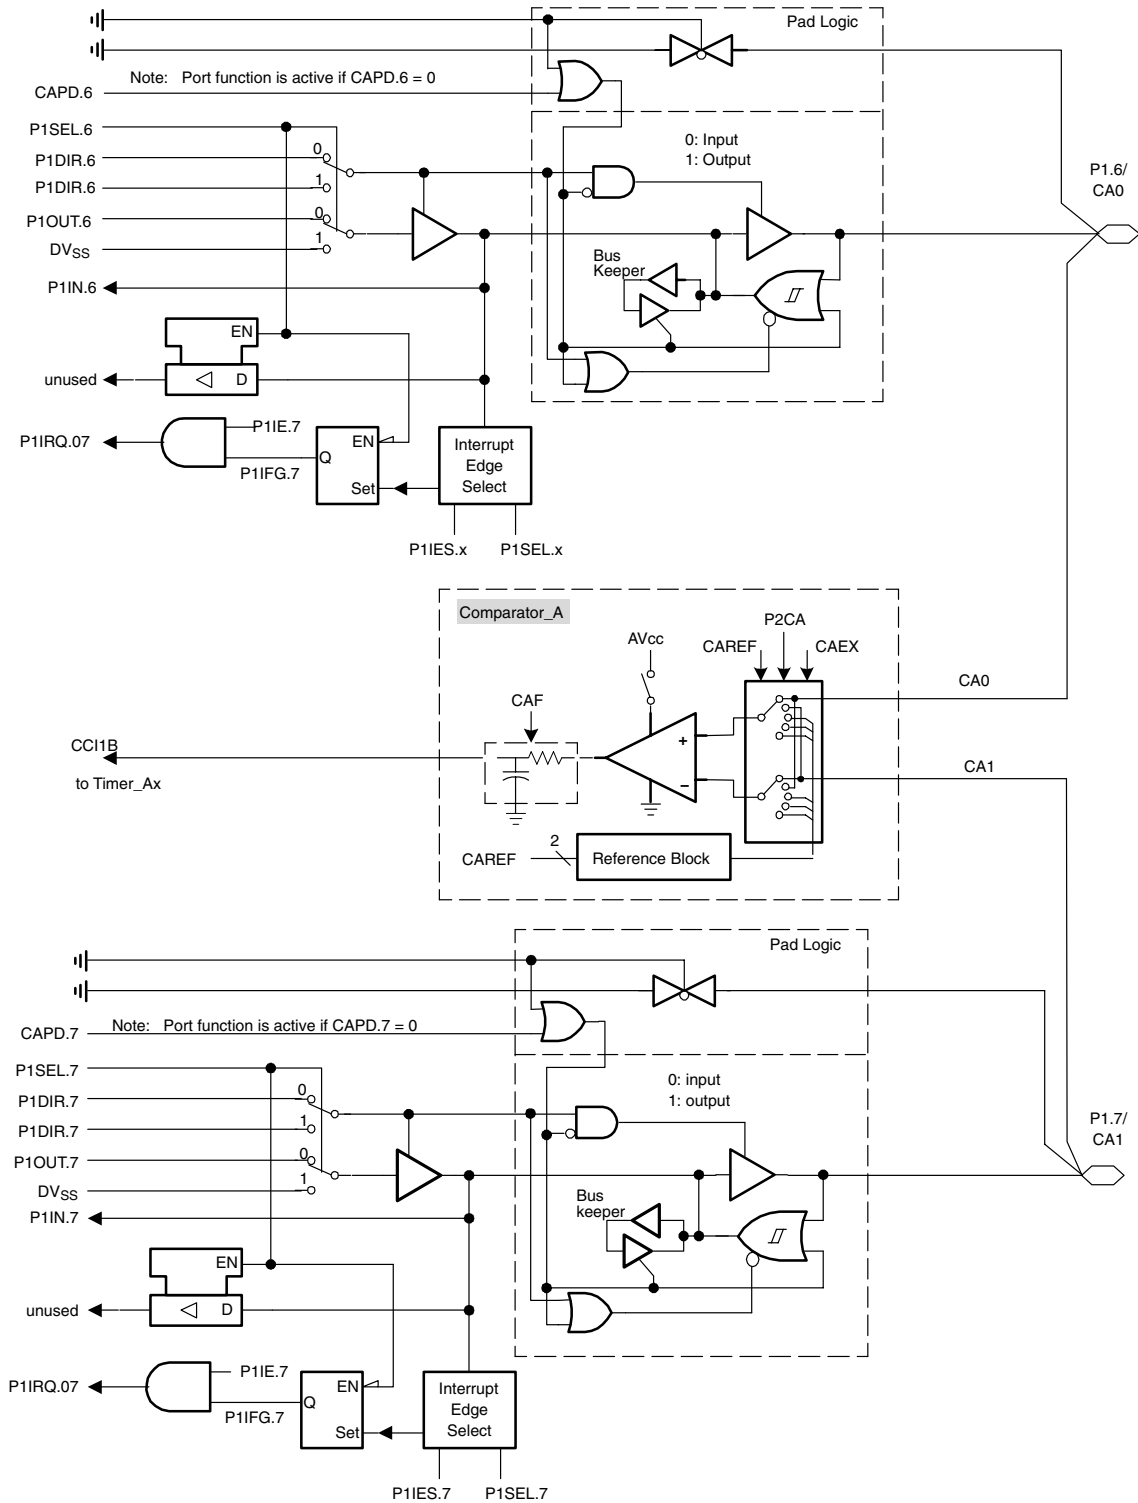 Pad Logic
Note: Port function is active if CAPD.6 = 0
CAPD.6
P1SEL.6
0
P1DIR.6
1
P1DIR.6
0
P1OUT.6
1
DVSS
P1IN.6
0: Input
1: Output
P1.6/
CA0
Bus
Keeper
EN
unused
D
P1IRQ.07
P1IE.7
P1IFG.7
EN
Q
Set
Interrupt
Edge
Select
P1IES.x
P1SEL.x
Comparator_A
P2CA
AVcc
CAREF
CAEX
CA0
CAF
+
CCI1B
to Timer_Ax
−
CA1
CAREF
2
Reference Block
Pad Logic
Note: Port function is active if CAPD.7 = 0
CAPD.7
P1SEL.7
0
P1DIR.7
1
P1DIR.7
0
P1OUT.7
1
DVSS
P1IN.7
0: input
1: output
P1.7/
CA1
Bus
keeper
EN
unused
D
P1IRQ.07
P1IE.7
P1IFG.7
EN
Q
Set
Interrupt
Edge
Select
P1IES.7
P1SEL.7